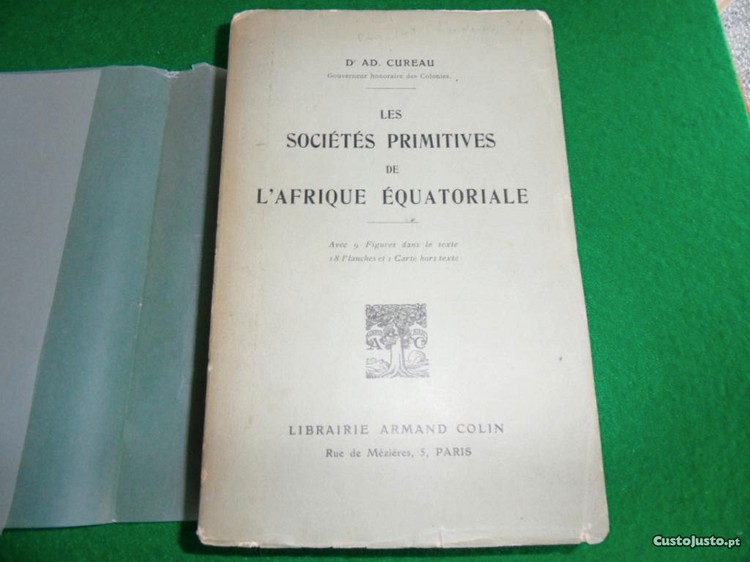 Dr AD. CUREAU
Gouverneur honoraire des Colonies.
LES
SOCIÉTÉS PRIMITIVES
DE
L'AFRIQUE ÉQUATORIALE
Avec 9 Figures dans le texte
18 Planches et 1 Carte hors texte
A C
LIBRAIRIE ARMAND COLIN
Rue de Mézières, 5, PARIS
CustoJusto.pt